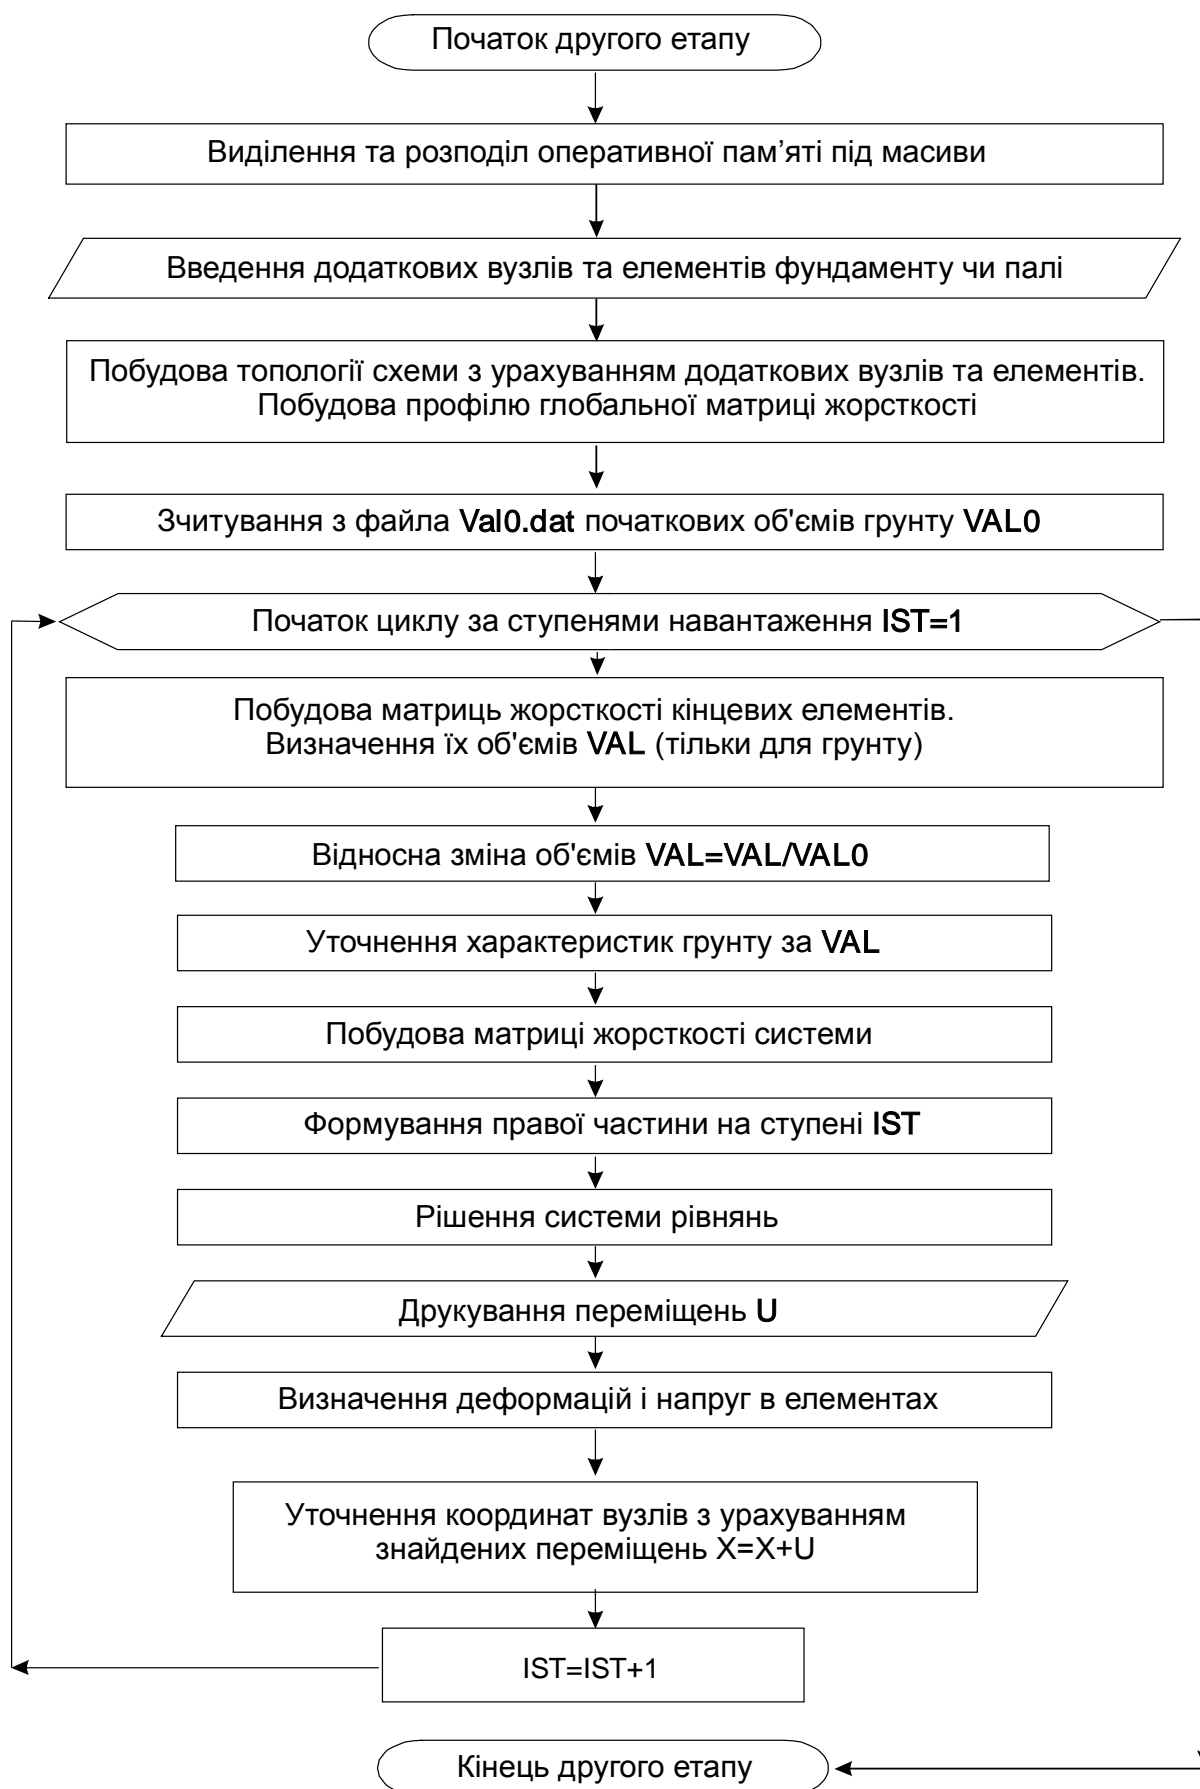 Початок другого етапу
Виділення та розподіл оперативної пам’яті під масиви
Введення додаткових вузлів та елементів фундаменту чи палі
Побудова топології схеми з урахуванням додаткових вузлів та елементів.
Побудова профілю глобальної матриці жорсткості
Зчитування з файла Val0.dat початкових об'ємів грунту VAL0
Початок циклу за ступенями навантаження IST=1
Побудова матриць жорсткості кінцевих елементів.
Визначення їх об'ємів VAL (тільки для грунту)
Відносна зміна об'ємів VAL=VAL/VAL0
Уточнення характеристик грунту за VAL
Побудова матриці жорсткості системи
Формування правої частини на ступені IST
Рішення системи рівнянь
Друкування переміщень U
Визначення деформацій і напруг в елементах
Уточнення координат вузлів з урахуванням
знайдених переміщень X=X+U
IST=IST+1
Кінець другого етапу